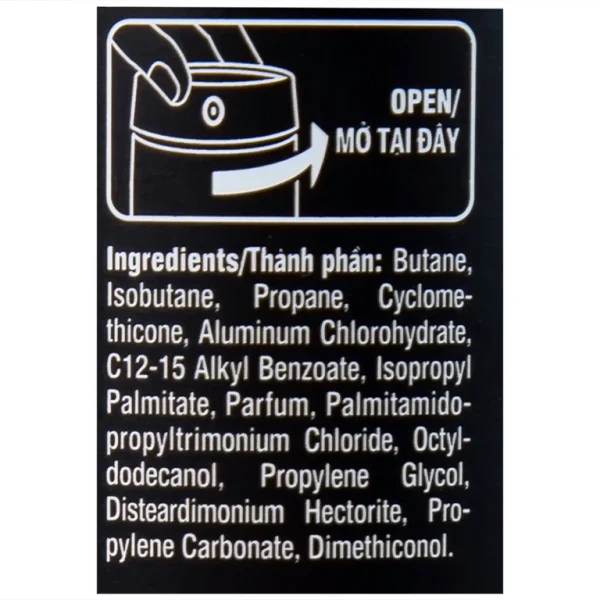 OPEN/
MỞ TẠI ĐÂY
Ingredients/Thành phần: Butane,
Isobutane, Propane, Cyclome-
thicone, Aluminum Chlorohydrate,
C12-15 Alkyl Benzoate, Isopropyl
Palmitate, Parfum, Palmitamido-
propyltrimonium Chloride, Octyl-
dodecanol, Propylene Glycol,
Disteardimonium Hectorite, Pro-
pylene Carbonate, Dimethiconol.